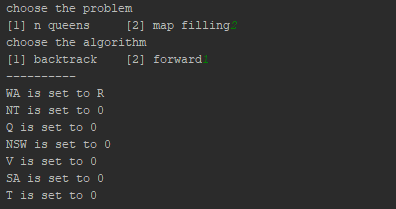 choose the problem
[1] n queens     [2] map filling2
choose the algorithm
[1] backtrack    [2] forward1
----------
WA is set to R
NT is set to 0
Q is set to 0
NSW is set to 0
V is set to 0
SA is set to 0
T is set to 0